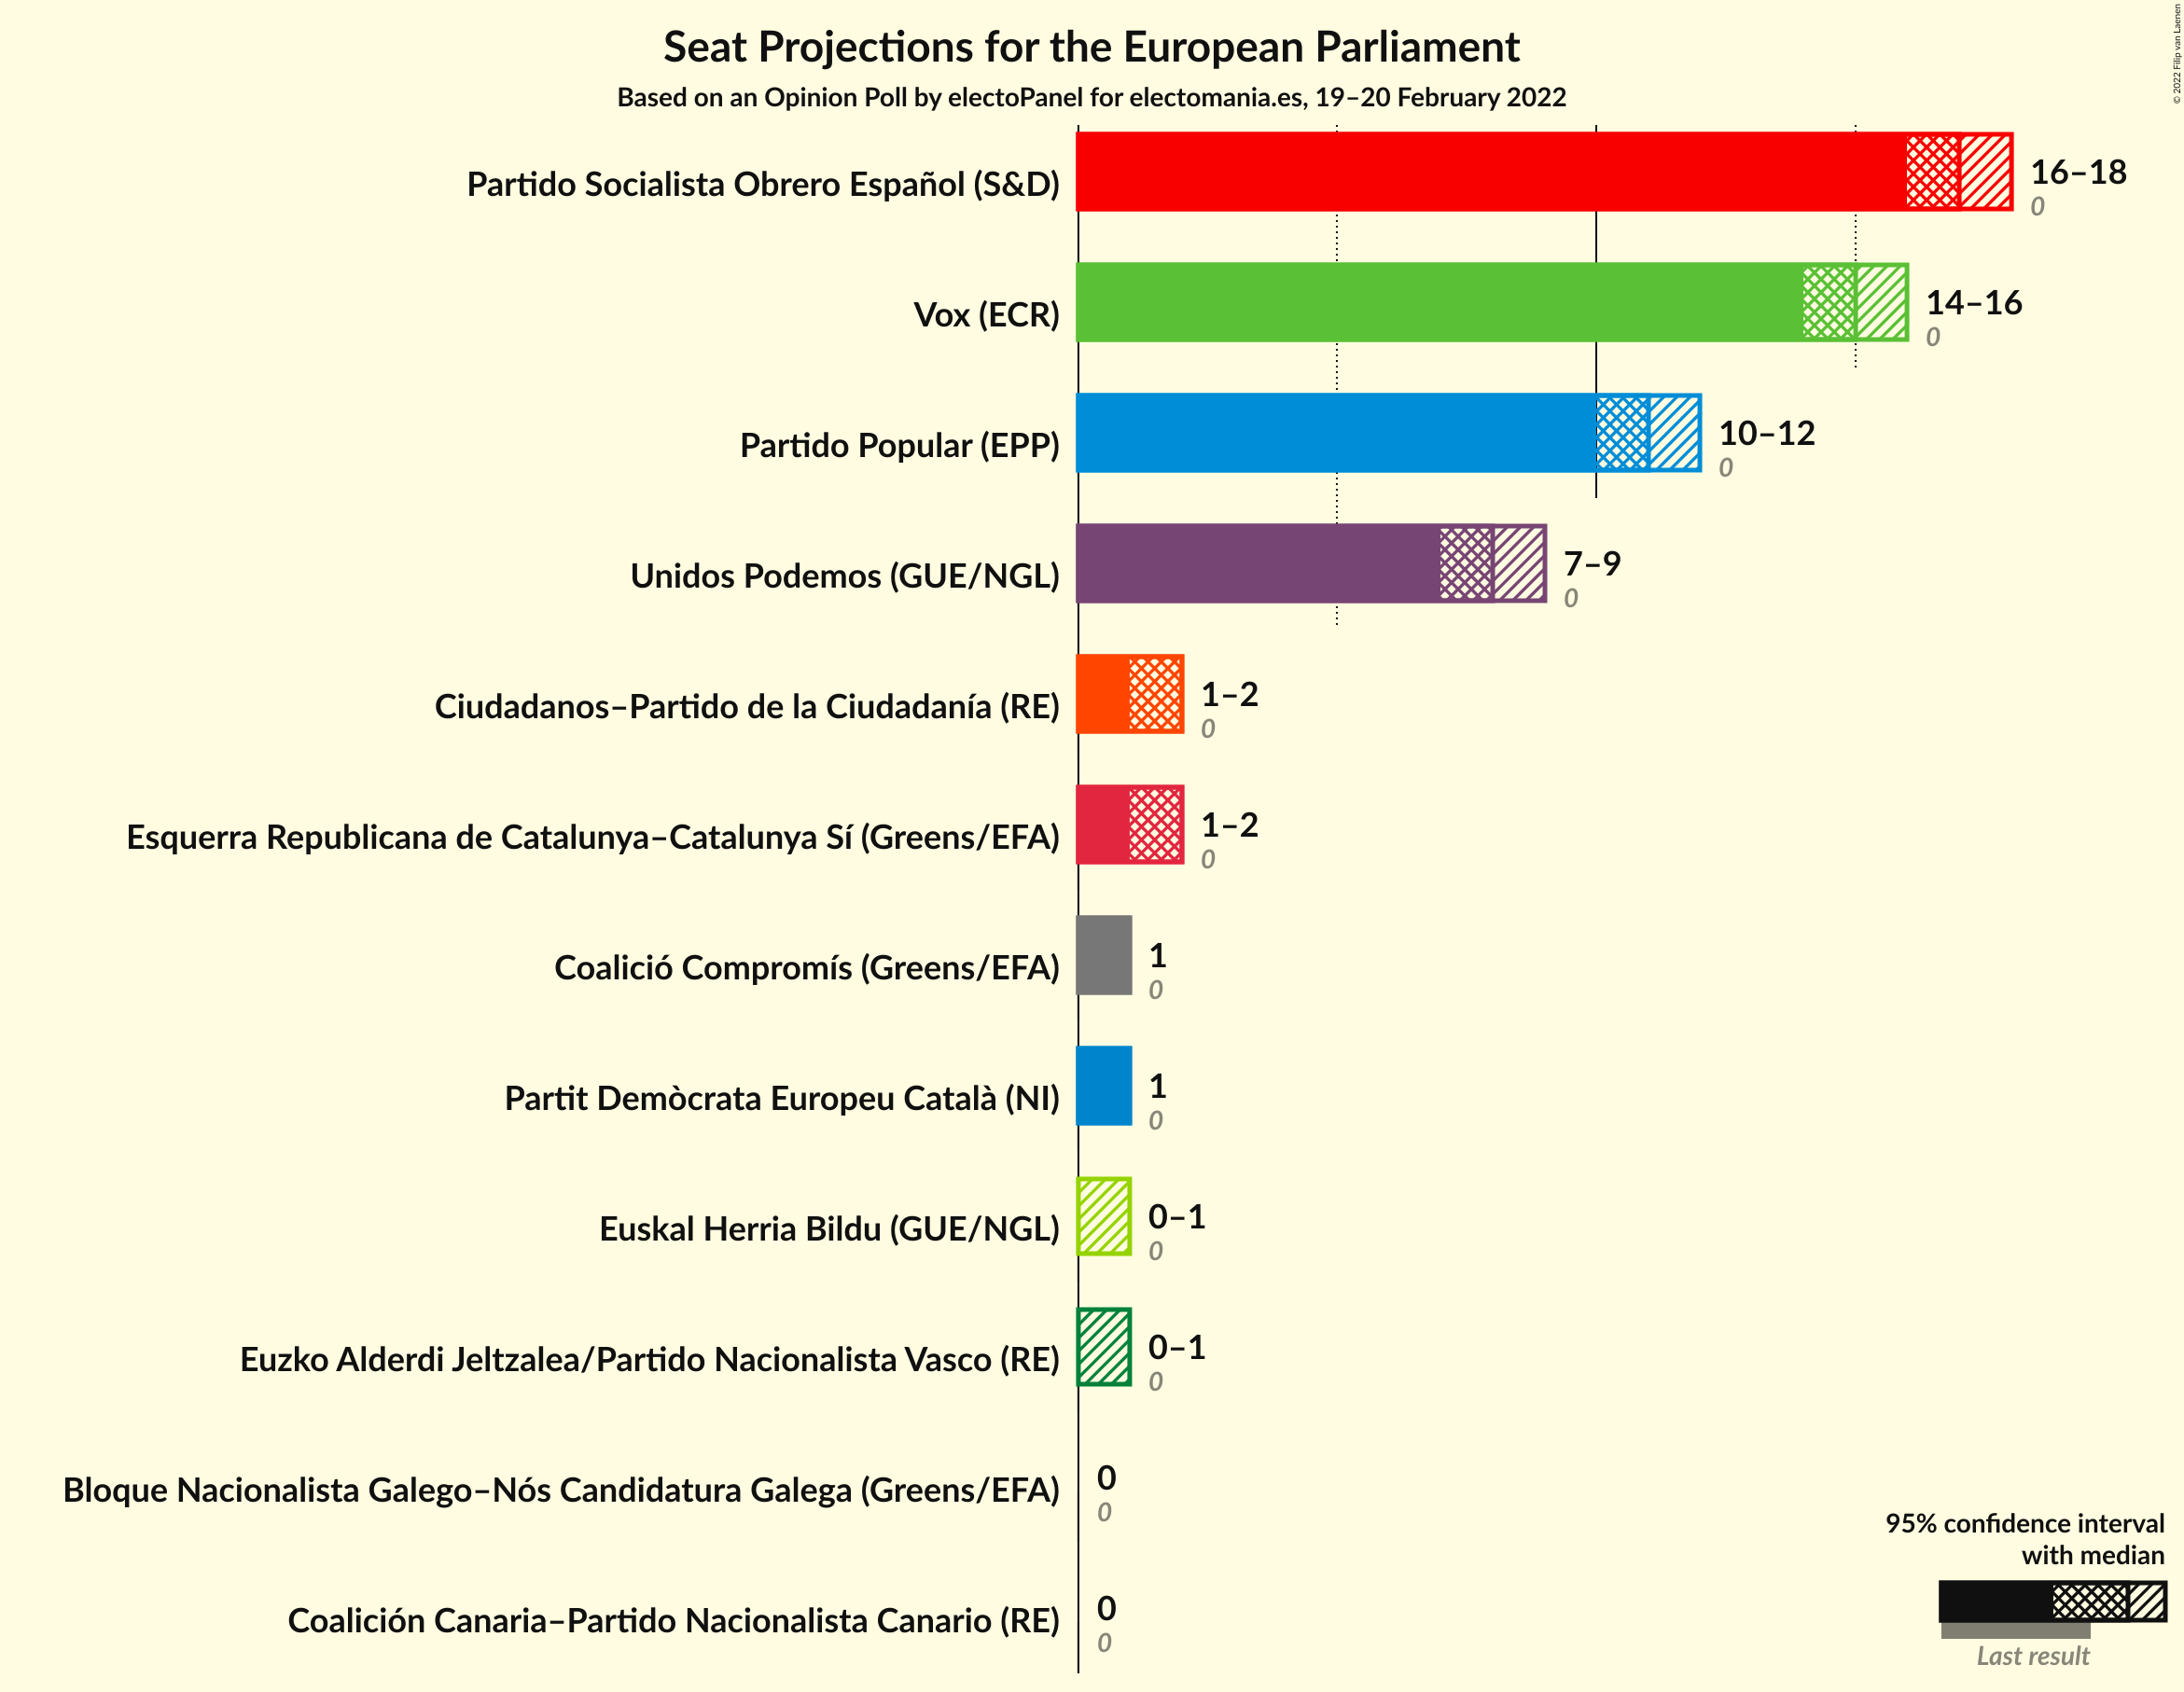 Seat Projections for the European Parliament
Based on an Opinion Poll by electoPanel for electomania.es, 19–20 February 2022
© 2022 Filip van Laenen
Partido Socialista Obrero Español (S&D)
16–18
0
Vox (ECR)
14–16
0
Partido Popular (EPP)
10–12
0
Unidos Podemos (GUE/NGL)
7–9
0
Ciudadanos–Partido de la Ciudadanía (RE)
1–2
0
Esquerra Republicana de Catalunya–Catalunya Sí (Greens/EFA)
1–2
0
Coalició Compromís (Greens/EFA)
1
0
Partit Demòcrata Europeu Català (NI)
1
0
Euskal Herria Bildu (GUE/NGL)
0–1
0
Euzko Alderdi Jeltzalea/Partido Nacionalista Vasco (RE)
0–1
0
Bloque Nacionalista Galego–Nós Candidatura Galega (Greens/EFA)
0
0
Coalición Canaria–Partido Nacionalista Canario (RE)
0
0
95% confidence interval
with median
Last result